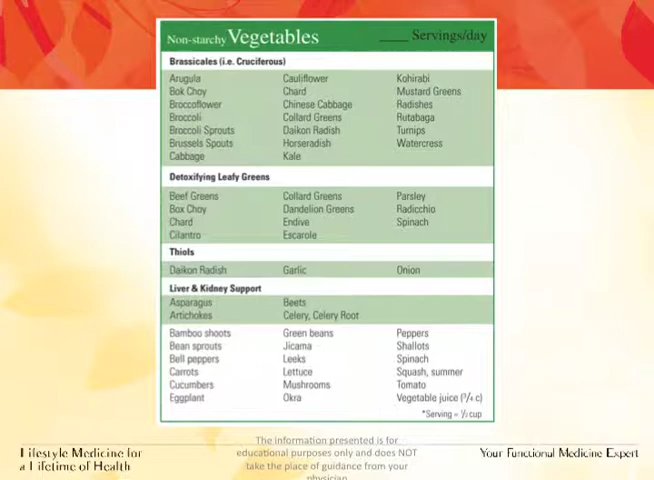 Non-starchy Vegetables ____ Servings/day
Brassicales (i.e. Cruciferous)
Arugula Cauliflower Kohirabi
Bok Choy Chard Mustard Greens
Broccoflower Chinese Cabbage Radishes
Broccoli Collard Greens Rutabaga
Broccoli Sprouts Daikon Radish Turnips
Brussels Spouts Horseradish Watercress
Cabbage Kale
Detoxifying Leafy Greens
Beef Greens Collard Greens Parsley
Box Choy Dandelion Greens Radicchio
Chard Endive Spinach
Cilantro Escarole
Thiols
Daikon Radish Garlic Onion
Liver & Kidney Support
Asparagus Beets
Artichokes Celery, Celery Root
Bamboo shoots Green beans Peppers
Bean sprouts Jicama Shallots
Bell peppers Leeks Spinach
Carrots Lettuce Squash, summer
Cucumbers Mushrooms Tomato
Eggplant Okra Vegetable juice (³/₄ c)
*Serving = ½ cup
Lifestyle Medicine for
a Lifetime of Health
The information presented is for
educational purposes only and does NOT
take the place of guidance from your
physician
Your Functional Medicine Expert